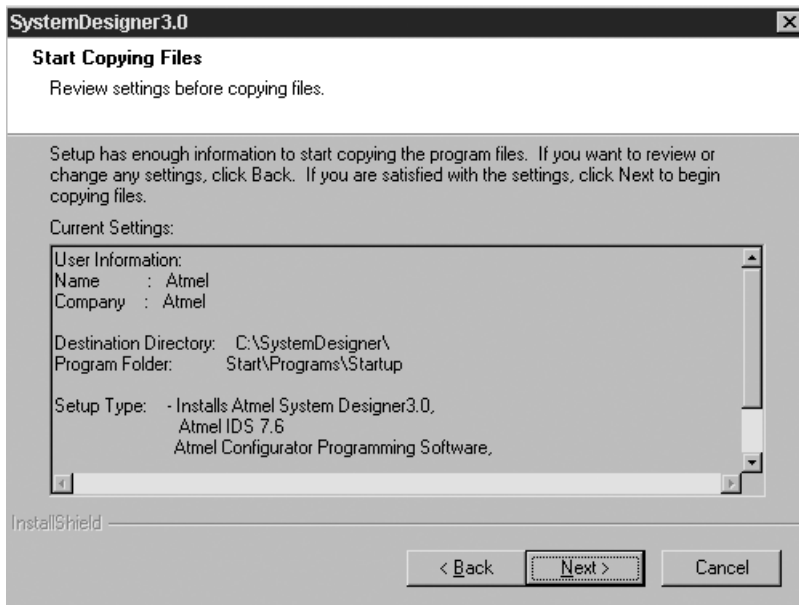 SystemDesigner3.0
Start Copying Files
Review settings before copying files.
Setup has enough information to start copying the program files. If you want to review or
change any settings, click Back. If you are satisfied with the settings, click Next to begin
copying files.
Current Settings:
User Information:
Name : Atmel
Company : Atmel
Destination Directory: C:\SystemDesigner\
Program Folder: Start\Programs\Startup
Setup Type: - Installs Atmel System Designer3.0,
Atmel IDS 7.6
Atmel Configurator Programming Software,
InstallShield
< Back Next > Cancel